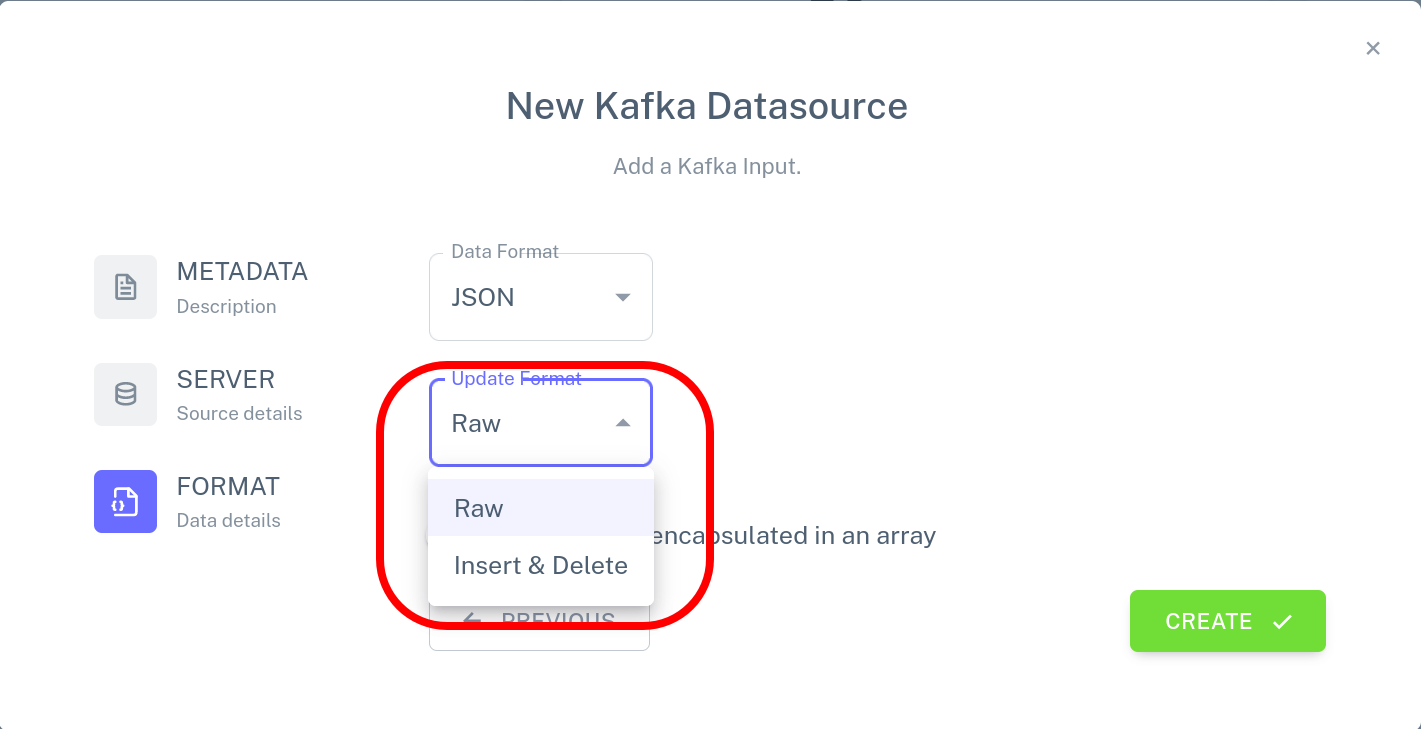 New Kafka Datasource
Add a Kafka Input.
METADATA
Description
SERVER
Source details
FORMAT
Data details
Data Format
JSON
Update Format
Raw
Raw
Insert & Delete
encapsulated in an array
PREVIOUS
CREATE